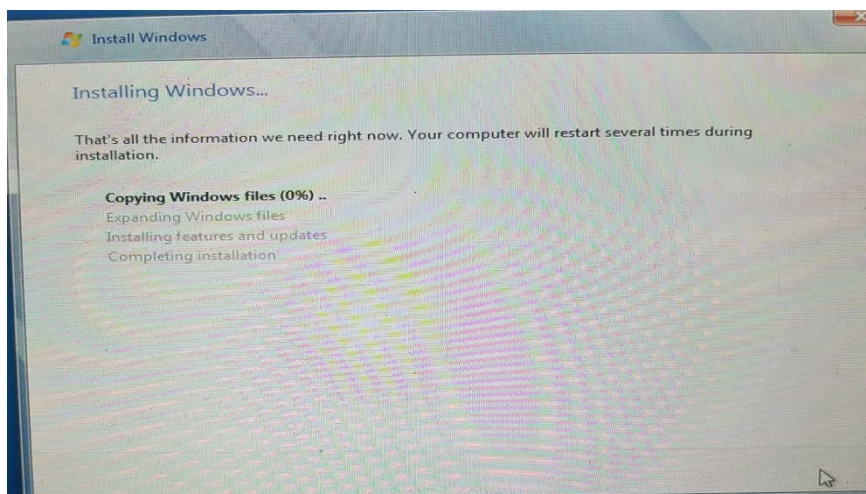 Install Windows
Installing Windows...
That's all the information we need right now. Your computer will restart several times during
installation.
Copying Windows files (0%) ..
Expanding Windows files
Installing features and updates
Completing installation